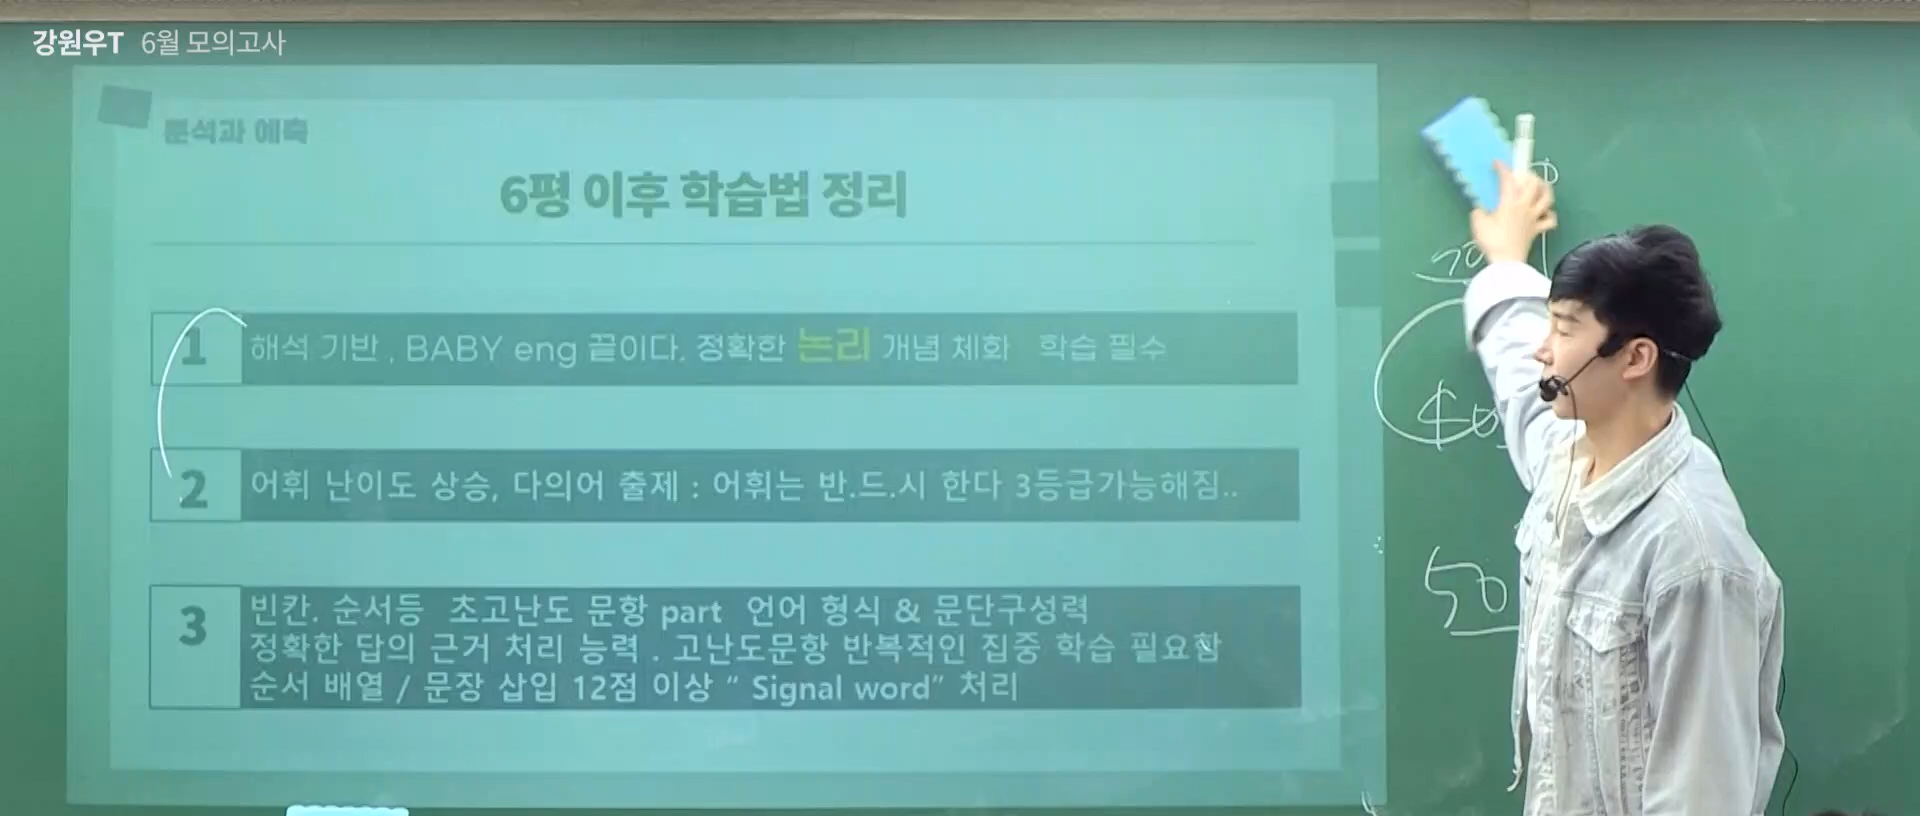 강원우T 6월 모의고사
분석과 예측
6평 이후 학습법 정리
1 해석 기반 , BABY eng 끝이다. 정확한 논리 개념 체화 학습 필수
2 어휘 난이도 상승, 다의어 출제 : 어휘는 반.드.시 한다 3등급가능해짐..
3 빈칸. 순서등 초고난도 문항 part 언어 형식 & 문단구성력
정확한 답의 근거 처리 능력 . 고난도문항 반복적인 집중 학습 필요함
순서 배열 / 문장 삽입 12점 이상 “ Signal word” 처리
50